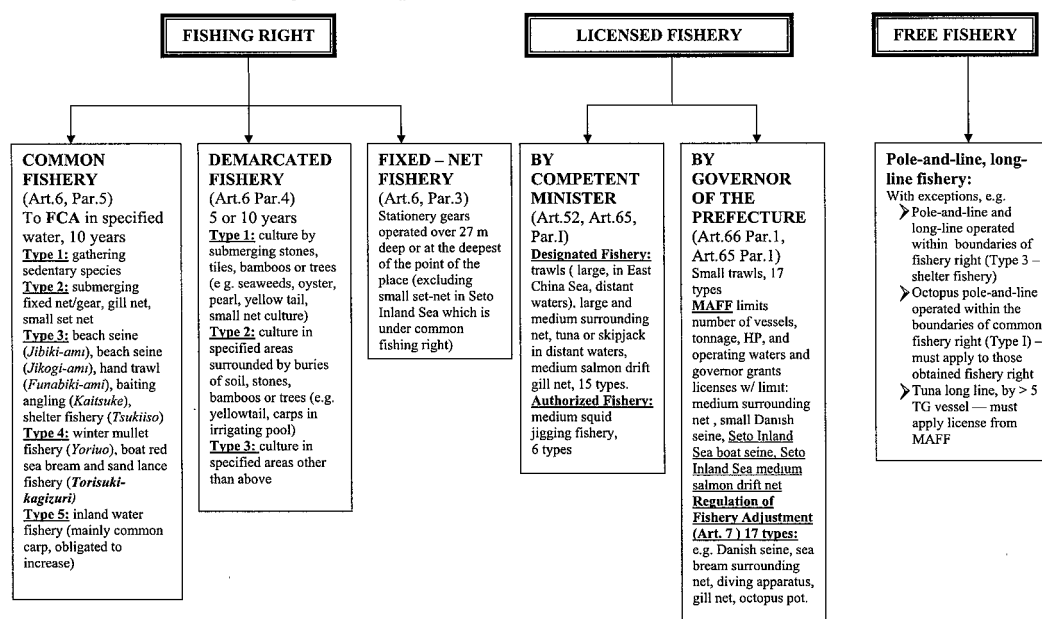 FISHING RIGHT
LICENSED FISHERY
FREE FISHERY
COMMON
FISHERY
(Art.6, Par.5)
To FCA in specified
water, 10 years
Type 1: gathering
sedentary species
Type 2: submerging
fixed net/gear, gill net,
small set net
Type 3: beach seine
(Jibiki-ami), beach seine
(Jikogi-ami), hand trawl
(Funabiki-ami), baiting
angling (Kaitsuke),
shelter fishery (Tsukiiso)
Type 4: winter mullet
fishery (Yoriuo), boat red
sea bream and sand lance
fishery (Torisuki-
kagizuri)
Type 5: inland water
fishery (mainly common
carp, obligated to
increase)
DEMARCATED
FISHERY
(Art.6 Par.4)
5 or 10 years
Type 1: culture by
submerging stones,
tiles, bamboos or trees
(e g. seaweeds, oyster,
pearl, yellow tail,
small net culture)
Type 2: culture in
specified areas
surrounded by buries
of soil, stones,
bamboos or trees (e.g.
yellowtail, carps in
irrigating pool)
Type 3: culture in
specified areas other
than above
FIXED – NET
FISHERY
(Art.6, Par.3)
Stationery gears
operated over 27 m
deep or at the deepest
of the point of the
place (excluding
small set-net in Seto
Inland Sea which is
under common
fishing right)
BY
COMPETENT
MINISTER
(Art.52, Art.65,
Par.I)
Designated Fishery:
trawls ( large, in East
China Sea, distant
waters), large and
medium surrounding
net, tuna or skipjack
in distant waters,
medium salmon drift
gill net, 15 types.
Authorized Fishery:
medium squid
jigging fishery,
6 types
BY
GOVERNOR
OF THE
PREFECTURE
(Art.66 Par.1,
Art.65 Par.1)
Small trawls, 17
types
MAFF limits
number of vessels,
tonnage, HP, and
operating waters and
governor grants
licenses w/ limit:
medium surrounding
net , small Danish
seine, Seto Inland
Sea boat seine, Seto
Inland Sea medium
salmon drift net
Regulation of
Fishery Adjustment
(Art. 7 ) 17 types:
e.g. Danish seine, sea
bream surrounding
net, diving apparatus,
gill net, octopus pot.
Pole-and-line, long-
line fishery:
With exceptions, e.g.
➢ Pole-and-line and
long-line operated
within boundaries of
fishery right (Type 3 –
shelter fishery)
➢ Octopus pole-and-line
operated within the
boundaries of common
fishery right (Type I) –
must apply to those
obtained fishery right
➢ Tuna long line, by > 5
TG vessel — must
apply license from
MAFF